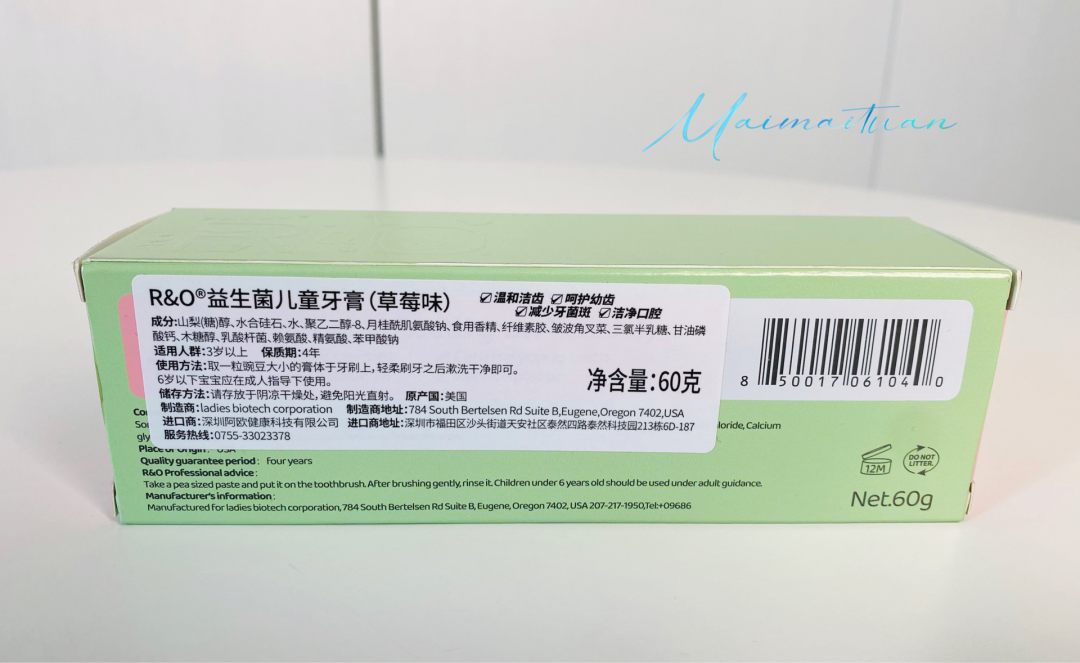 Maimaituan
R&O®益生菌儿童牙膏(草莓味)
☑温和洁齿 ☑呵护幼齿
☑减少牙菌斑 ☑洁净口腔
成分:山梨(糖)醇、水合硅石、水、聚乙二醇-8、月桂酰肌氨酸钠、食用香精、纤维素胶、皱波角叉菜、三氯半乳糖、甘油磷
酸钙、木糖醇、乳酸杆菌、赖氨酸、精氨酸、苯甲酸钠
适用人群:3岁以上 保质期:4年
使用方法:取一粒豌豆大小的膏体于牙刷上,轻柔刷牙之后漱洗干净即可。
6岁以下宝宝应在成人指导下使用。
净含量:60克
储存方法:请存放于阴凉干燥处,避免阳光直射。 原产国:美国
制造商:ladies biotech corporation 制造商地址:784 South Bertelsen Rd Suite B,Eugene,Oregon 7402,USA
进口商:深圳阿欧健康科技有限公司 进口商地址:深圳市福田区沙头街道天安社区泰然四路泰然科技园213栋6D-187
服务热线:0755-33023378
8 50017 06104 0
loride, Calcium
Place of Origin: USA
Quality guarantee period: four years
R&O Professional advice:
Take a pea sized paste and put it on the toothbrush. After brushing gently, rinse it. Children under 6 years old should be used under adult guidance.
Manufacturer's information:
Manufactured for ladies biotech corporation, 784 South Bertelsen Rd Suite B, Eugene, Oregon 7402, USA 207-217-1950,Tel:+09686
12M
DO NOT
LITTER.
Net.60g